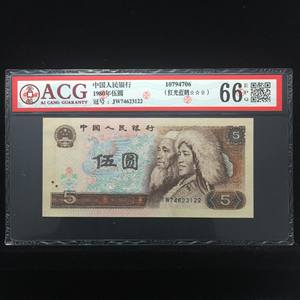 ACG
AI CANG GUARANTY
中国人民银行
1980年伍圆
冠号：JW74623122
10794706
(红光蓝鹤☆☆☆)
66 EPQ
中国人民银行
5
伍圆
5
JW74623122